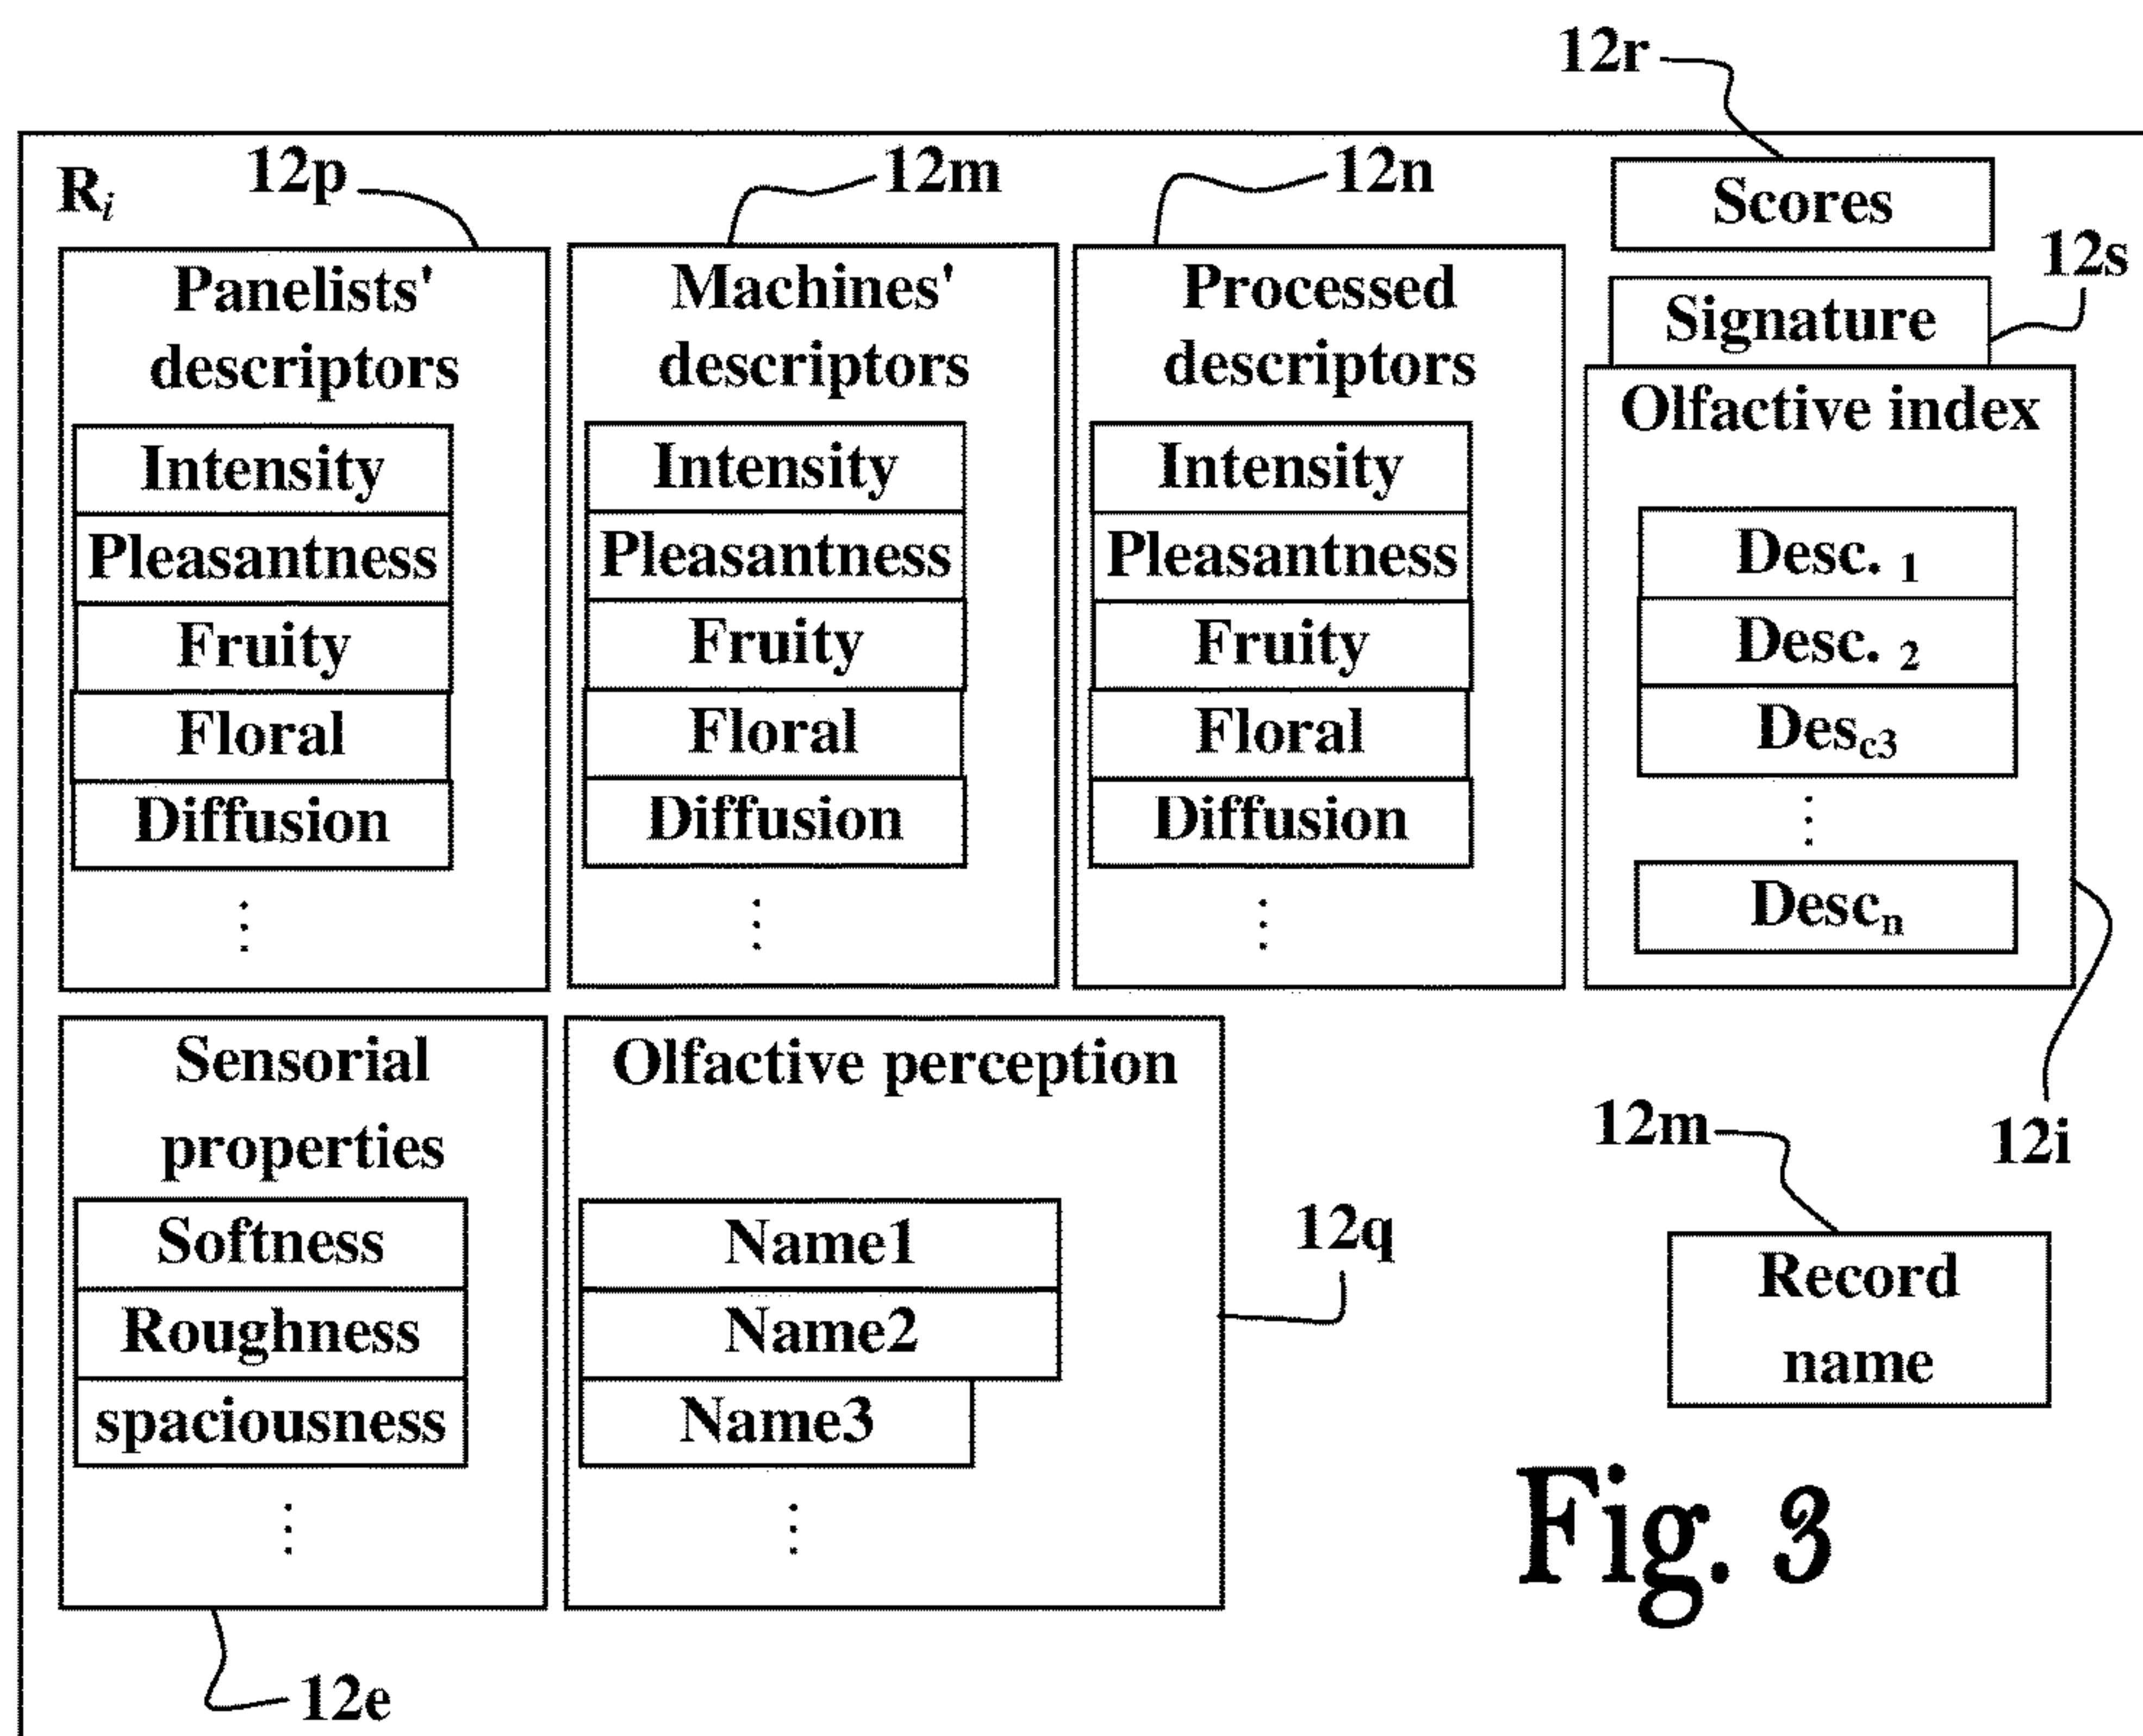 12r
R_i
12p
12m
12n
Scores
12s
Signature
Panelists'
descriptors
Intensity
Pleasantness
Fruity
Floral
Diffusion
⋮
Machines'
descriptors
Intensity
Pleasantness
Fruity
Floral
Diffusion
⋮
Processed
descriptors
Intensity
Pleasantness
Fruity
Floral
Diffusion
⋮
Olfactive index
Desc. 1
Desc. 2
Desc3
⋮
Descn
12i
Sensorial
properties
Softness
Roughness
spaciousness
⋮
12e
Olfactive perception
Name1
Name2
Name3
⋮
12q
12m
Record
name
Fig. 3